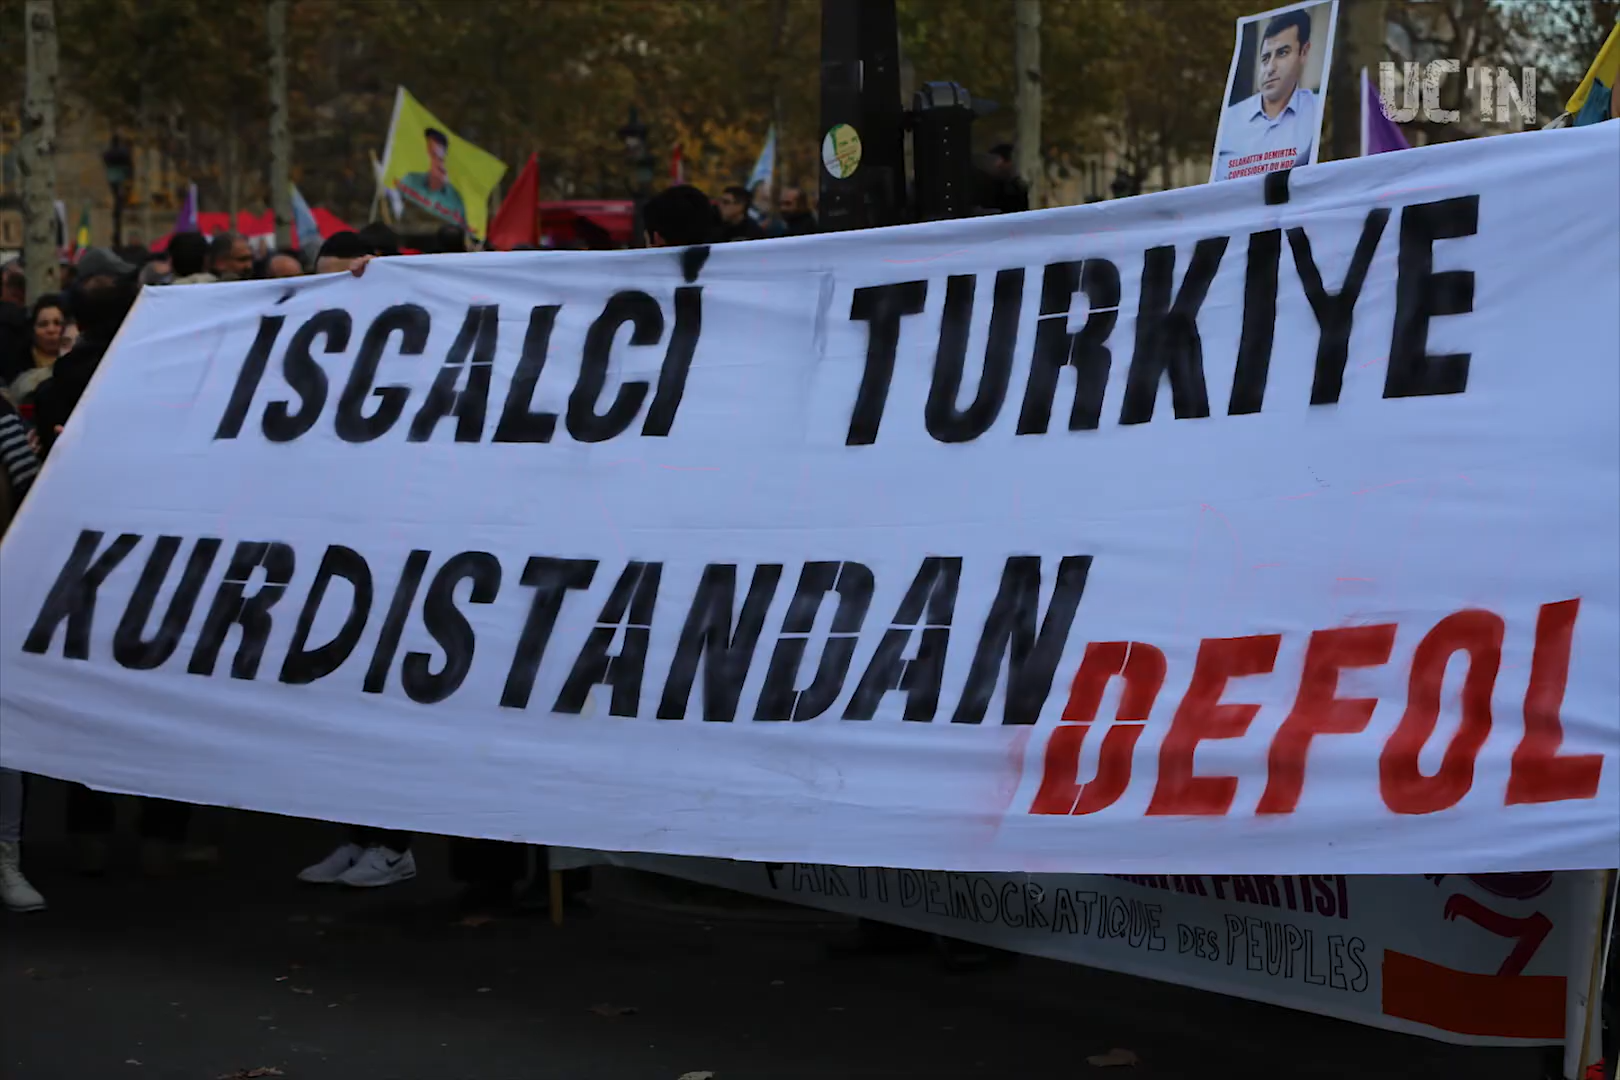 UC'IN
SELAHATTIN DEMIRTAS,
COPRESIDENT DU HDP
İSGALCİ TURKİYE
KURDISTANDAN DEFOL
PARTISI
PARTI DEMOCRATIQUE DES PEUPLES